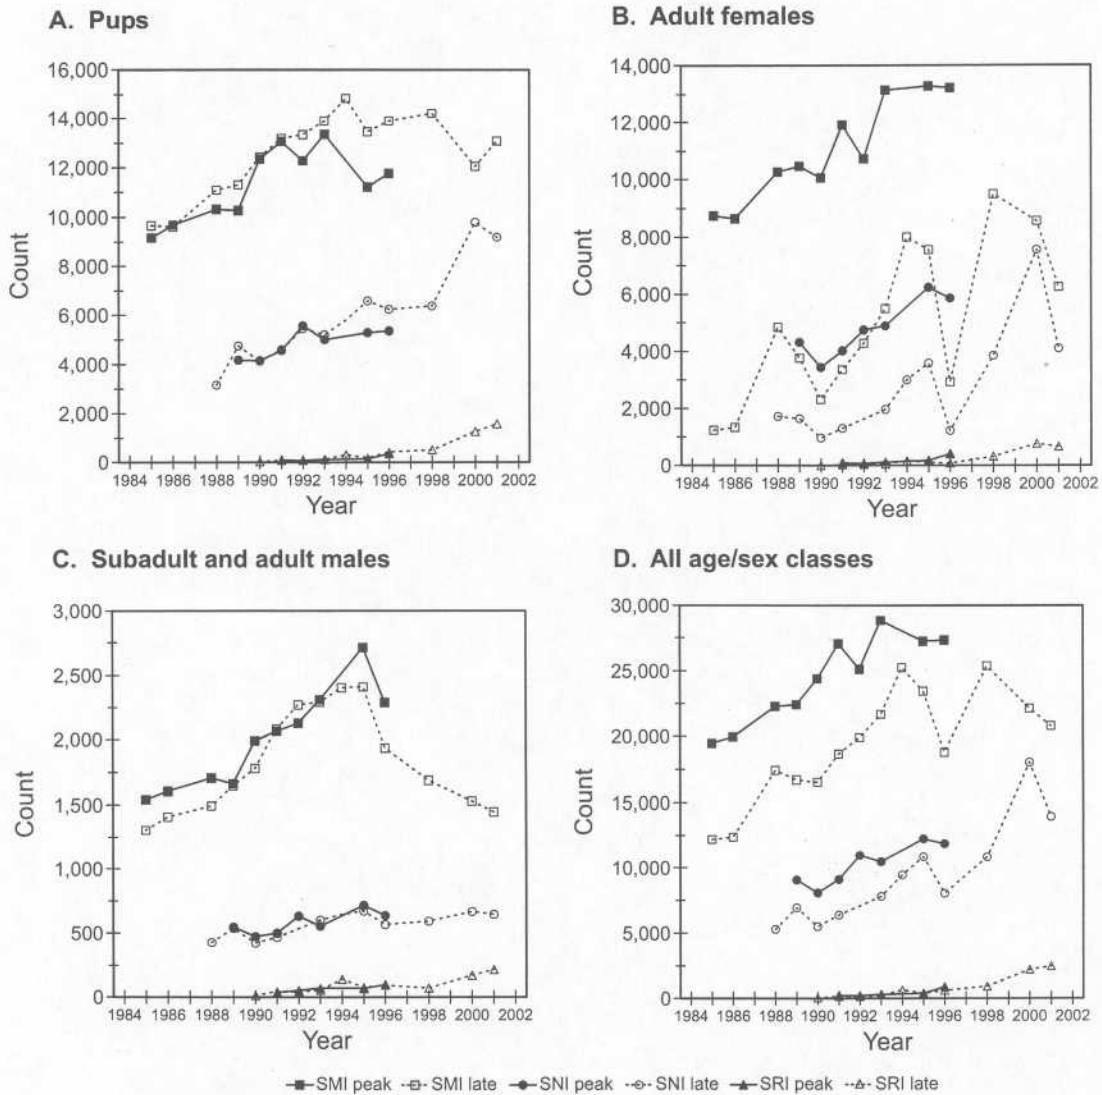 A. Pups
16,000
14,000
12,000
10,000
8,000
6,000
4,000
2,000
0
Count
1984 1986 1988 1990 1992 1994 1996 1998 2000 2002
Year
B. Adult females
14,000
12,000
10,000
8,000
6,000
4,000
2,000
0
Count
1984 1986 1988 1990 1992 1994 1996 1998 2000 2002
Year
C. Subadult and adult males
3,000
2,500
2,000
1,500
1,000
500
0
Count
1984 1986 1988 1990 1992 1994 1996 1998 2000 2002
Year
D. All age/sex classes
30,000
25,000
20,000
15,000
10,000
5,000
0
Count
1984 1986 1988 1990 1992 1994 1996 1998 2000 2002
Year
SMI peak SMI late SNI peak SNI late SRI peak SRI late